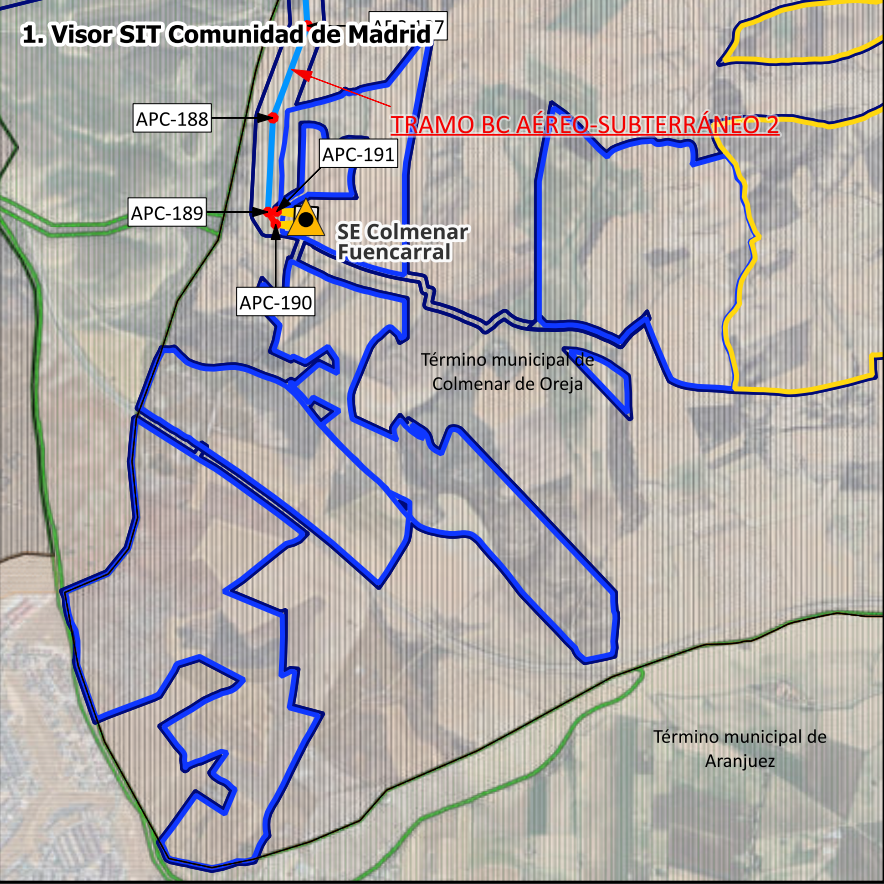 1. Visor SIT Comunidad de Madrid
APC-188
TRAMO BC AÉREO-SUBTERRÁNEO 2
APC-191
APC-189
SE Colmenar
Fuencarral
APC-190
Término municipal de
Colmenar de Oreja
Término municipal de
Aranjuez